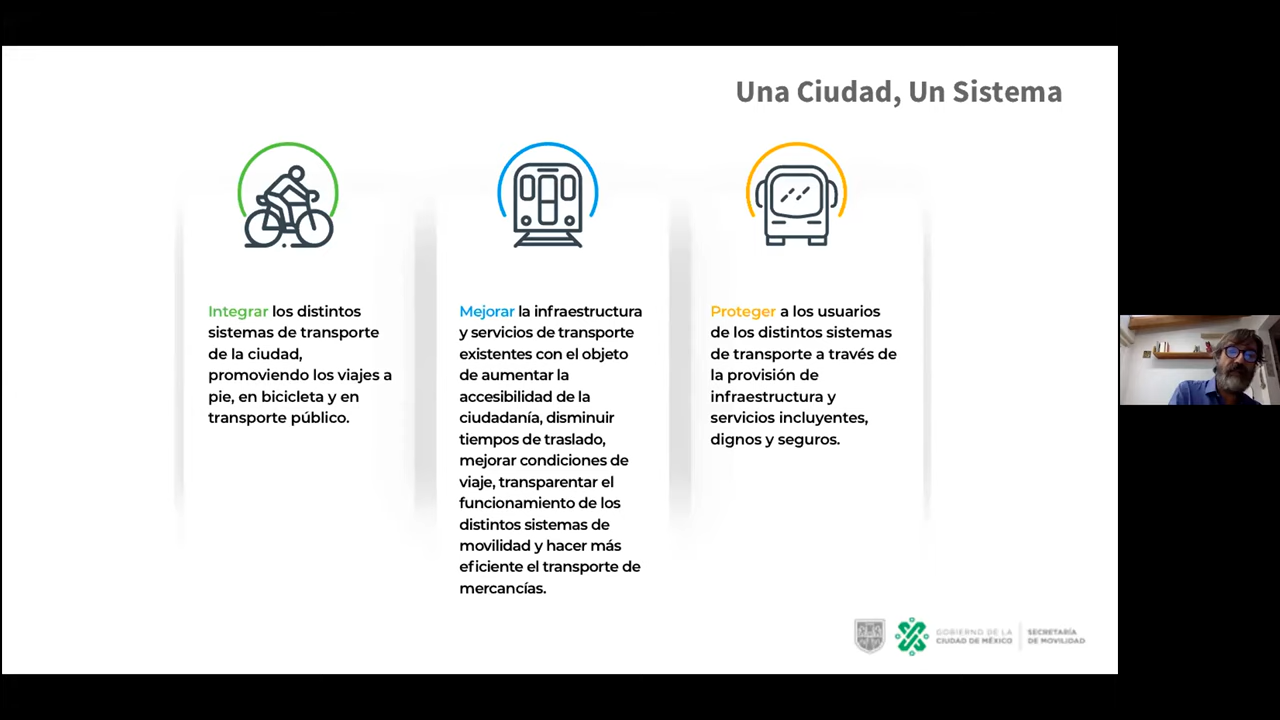 Una Ciudad, Un Sistema
Integrar los distintos
sistemas de transporte
de la ciudad,
promoviendo los viajes a
pie, en bicicleta y en
transporte público.
Mejorar la infraestructura
y servicios de transporte
existentes con el objeto
de aumentar la
accesibilidad de la
ciudadanía, disminuir
tiempos de traslado,
mejorar condiciones de
viaje, transparentar el
funcionamiento de los
distintos sistemas de
movilidad y hacer más
eficiente el transporte de
mercancías.
Proteger a los usuarios
de los distintos sistemas
de transporte a través de
la provisión de
infraestructura y
servicios incluyentes,
dignos y seguros.
GOBIERNO DE LA
CIUDAD DE MÉXICO
SECRETARÍA
DE MOVILIDAD